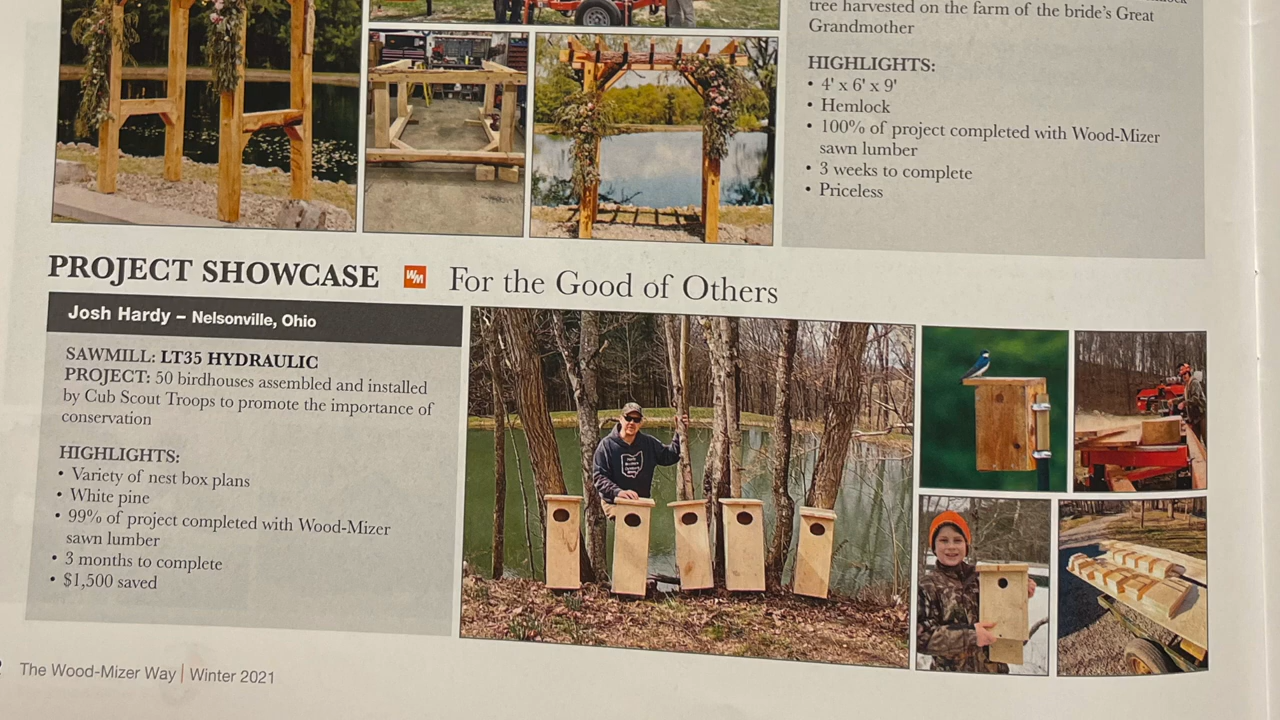 tree harvested on the farm of the bride's Great
Grandmother
HIGHLIGHTS:
• 4' x 6' x 9'
• Hemlock
• 100% of project completed with Wood-Mizer
sawn lumber
• 3 weeks to complete
• Priceless
PROJECT SHOWCASE WM For the Good of Others
Josh Hardy – Nelsonville, Ohio
SAWMILL: LT35 HYDRAULIC
PROJECT: 50 birdhouses assembled and installed
by Cub Scout Troops to promote the importance of
conservation
HIGHLIGHTS:
• Variety of nest box plans
• White pine
• 99% of project completed with Wood-Mizer
sawn lumber
• 3 months to complete
• $1,500 saved
The Wood-Mizer Way | Winter 2021